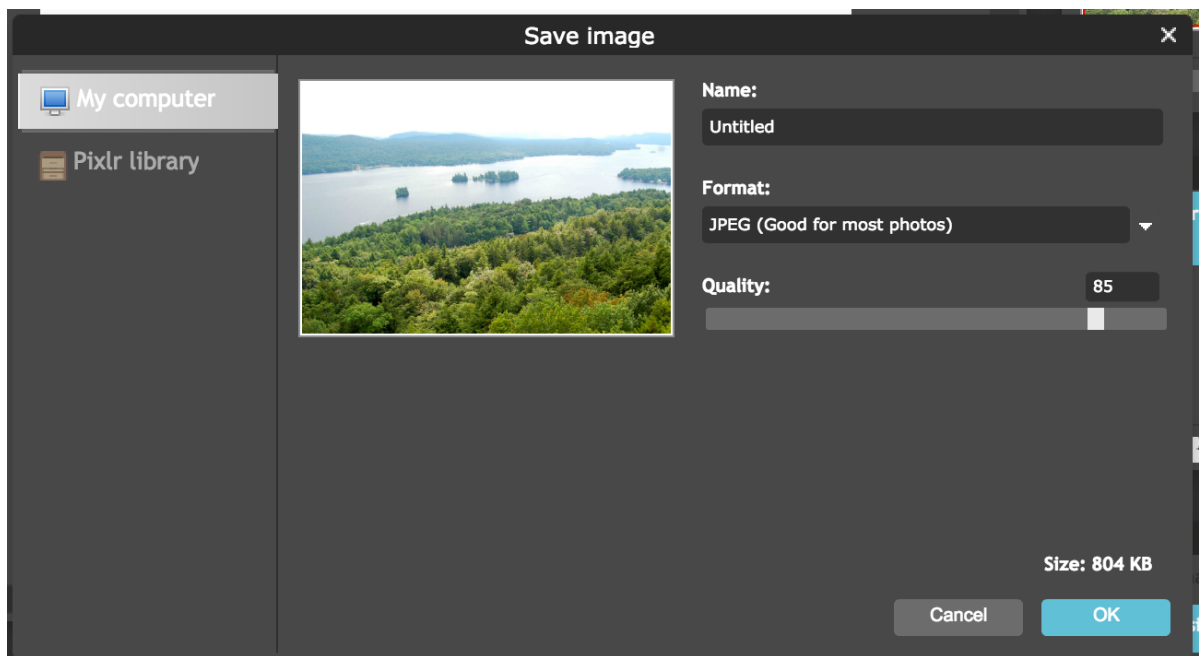 Save image
My computer
Pixlr library
Name:
Untitled
Format:
JPEG (Good for most photos)
Quality:
85
Size: 804 KB
Cancel
OK